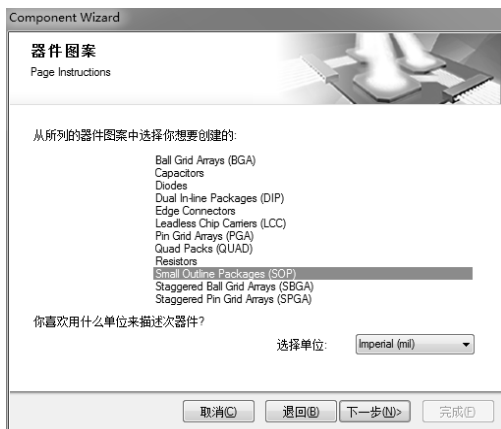 Component Wizard
器件图案
Page Instructions
从所列的器件图案中选择你想要创建的:
Ball Grid Arrays (BGA)
Capacitors
Diodes
Dual In-line Packages (DIP)
Edge Connectors
Leadless Chip Carriers (LCC)
Pin Grid Arrays (PGA)
Quad Packs (QUAD)
Resistors
Small Outline Packages (SOP)
Staggered Ball Grid Arrays (SBGA)
Staggered Pin Grid Arrays (SPGA)
你喜欢用什么单位来描述次器件?
选择单位: Imperial (mil)
取消(C) 退回(B) 下一步(N)> 完成(F)